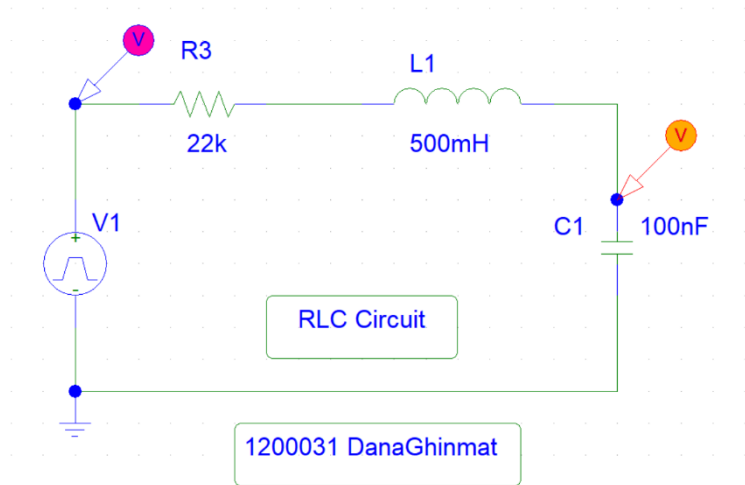 V
R3
L1
22k
500mH
V
V1
+
-
C1
100nF
RLC Circuit
1200031 DanaGhinmat